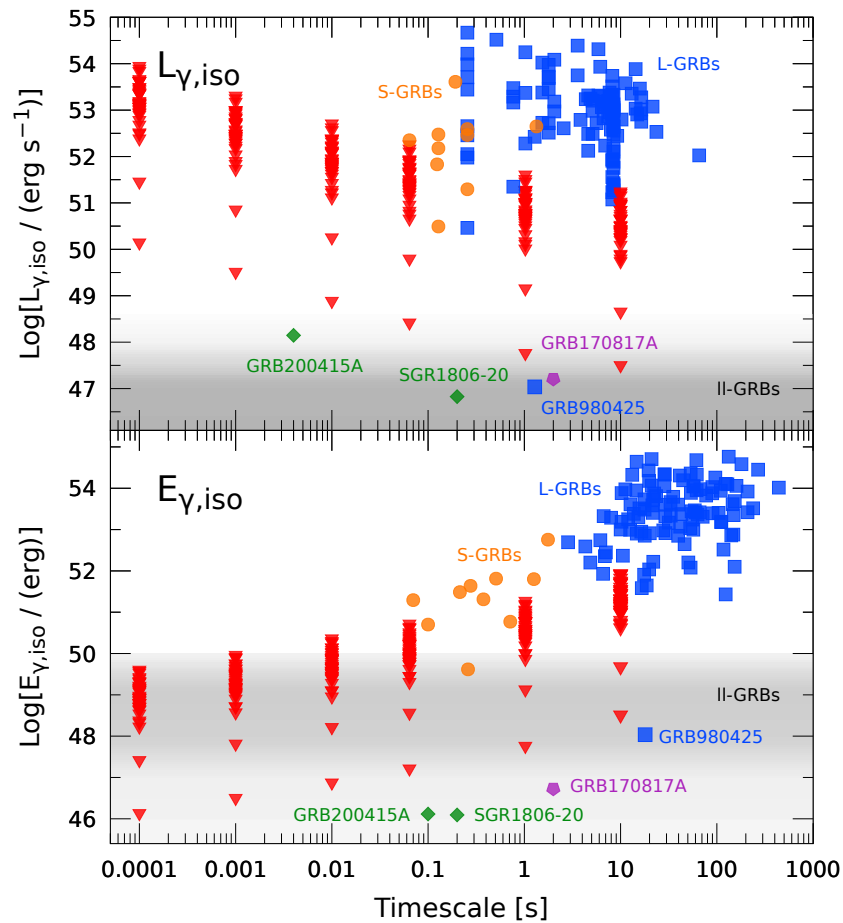 55
54
53
52
51
50
49
48
47
Log[Lγ,iso / (erg s⁻¹)]
Lγ,iso
S-GRBs
L-GRBs
GRB200415A
SGR1806-20
GRB170817A
GRB980425
ll-GRBs
54
52
50
48
46
Log[Eγ,iso / (erg)]
Eγ,iso
L-GRBs
S-GRBs
ll-GRBs
GRB980425
GRB170817A
GRB200415A
SGR1806-20
0.0001 0.001 0.01 0.1 1 10 100 1000
Timescale [s]